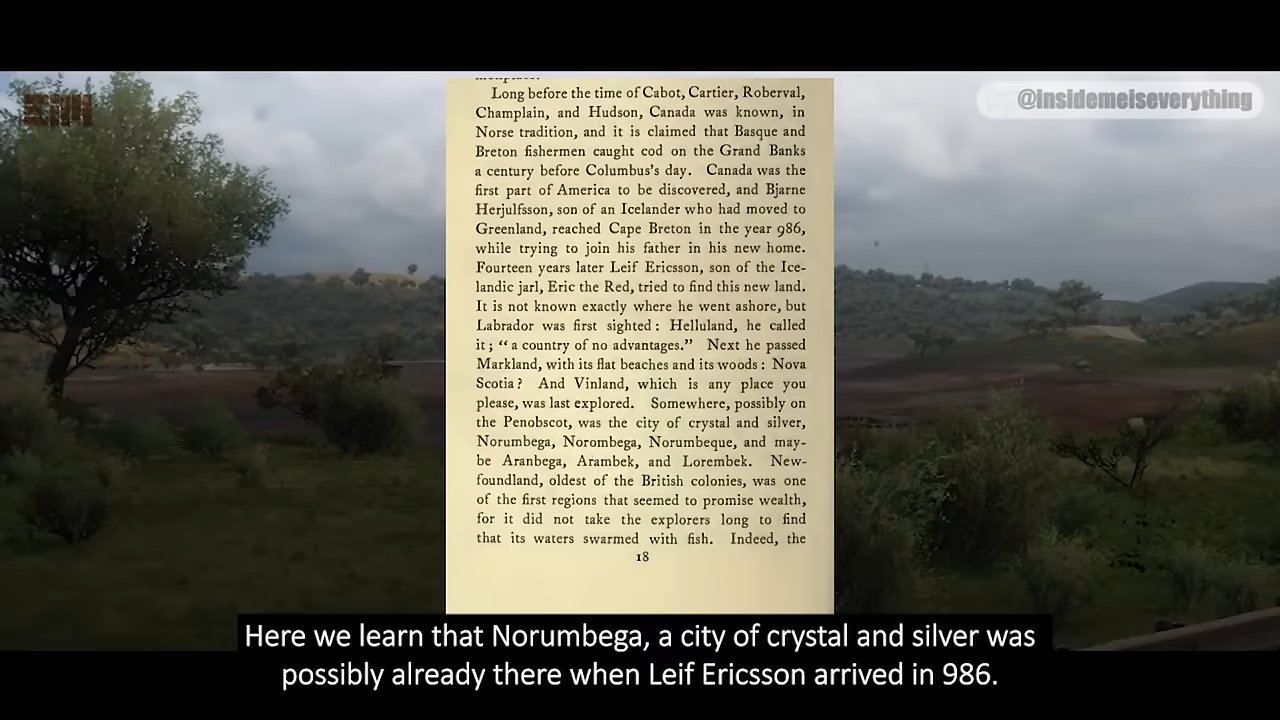 @insidemeiseverything
Long before the time of Cabot, Cartier, Roberval,
Champlain, and Hudson, Canada was known, in
Norse tradition, and it is claimed that Basque and
Breton fishermen caught cod on the Grand Banks
a century before Columbus's day. Canada was the
first part of America to be discovered, and Bjarne
Herjulfsson, son of an Icelander who had moved to
Greenland, reached Cape Breton in the year 986,
while trying to join his father in his new home.
Fourteen years later Leif Ericsson, son of the Ice-
landic jarl, Eric the Red, tried to find this new land.
It is not known exactly where he went ashore, but
Labrador was first sighted: Helluland, he called
it; "a country of no advantages." Next he passed
Markland, with its flat beaches and its woods: Nova
Scotia? And Vinland, which is any place you
please, was last explored. Somewhere, possibly on
the Penobscot, was the city of crystal and silver,
Norumbega, Norombega, Norumbeque, and may-
be Aranbega, Arambek, and Lorembek. New-
foundland, oldest of the British colonies, was one
of the first regions that seemed to promise wealth,
for it did not take the explorers long to find
that its waters swarmed with fish. Indeed, the
18
Here we learn that Norumbega, a city of crystal and silver was
possibly already there when Leif Ericsson arrived in 986.